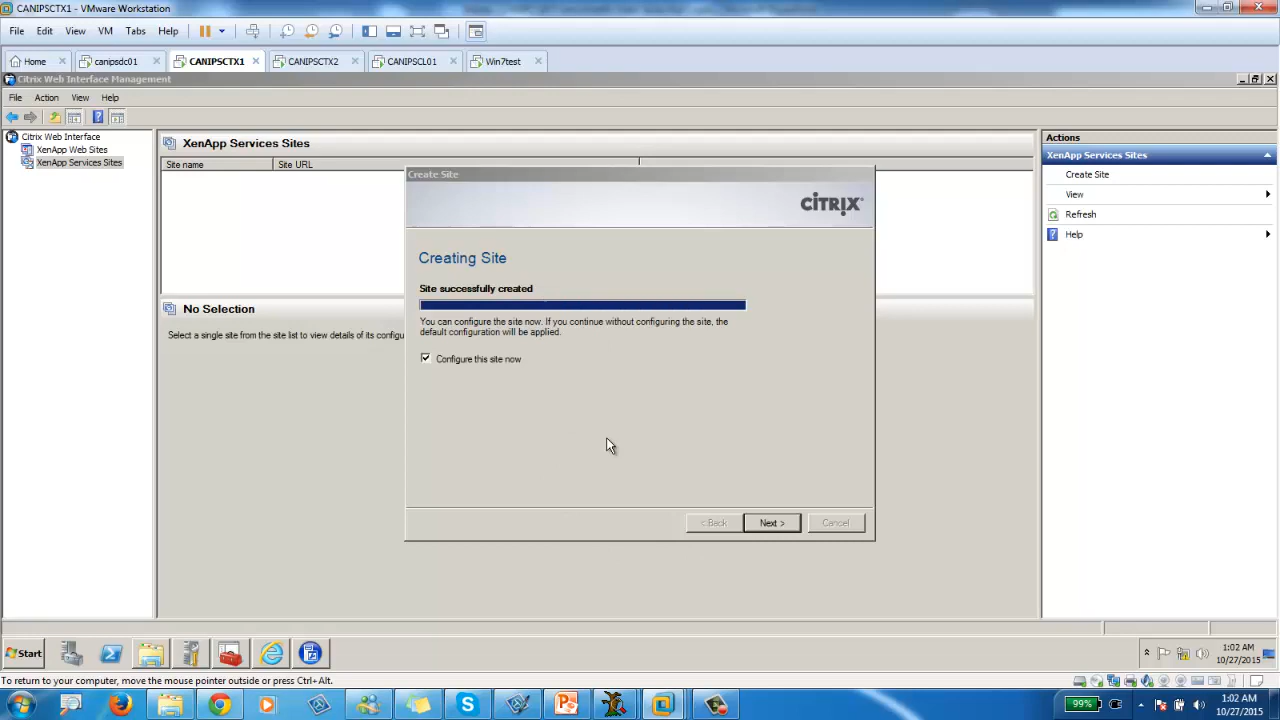 CANIPSCTX1 - VMware Workstation
File Edit View VM Tabs Help
Home canipsdc01 CANIPSCTX1 CANIPSCTX2 CANIPSCL01 Win7test
Citrix Web Interface Management
File Action View Help
Citrix Web Interface
XenApp Web Sites
XenApp Services Sites
XenApp Services Sites
Site name Site URL
No Selection
Select a single site from the site list to view details of its configu
Create Site
CITRIX
Creating Site
Site successfully created
You can configure the site now. If you continue without configuring the site, the
default configuration will be applied.
Configure this site now
< Back Next > Cancel
Actions
XenApp Services Sites
Create Site
View
Refresh
Help
Start
1:02 AM
10/27/2015
To return to your computer, move the mouse pointer outside or press Ctrl+Alt.
99%
1:02 AM
10/27/2015